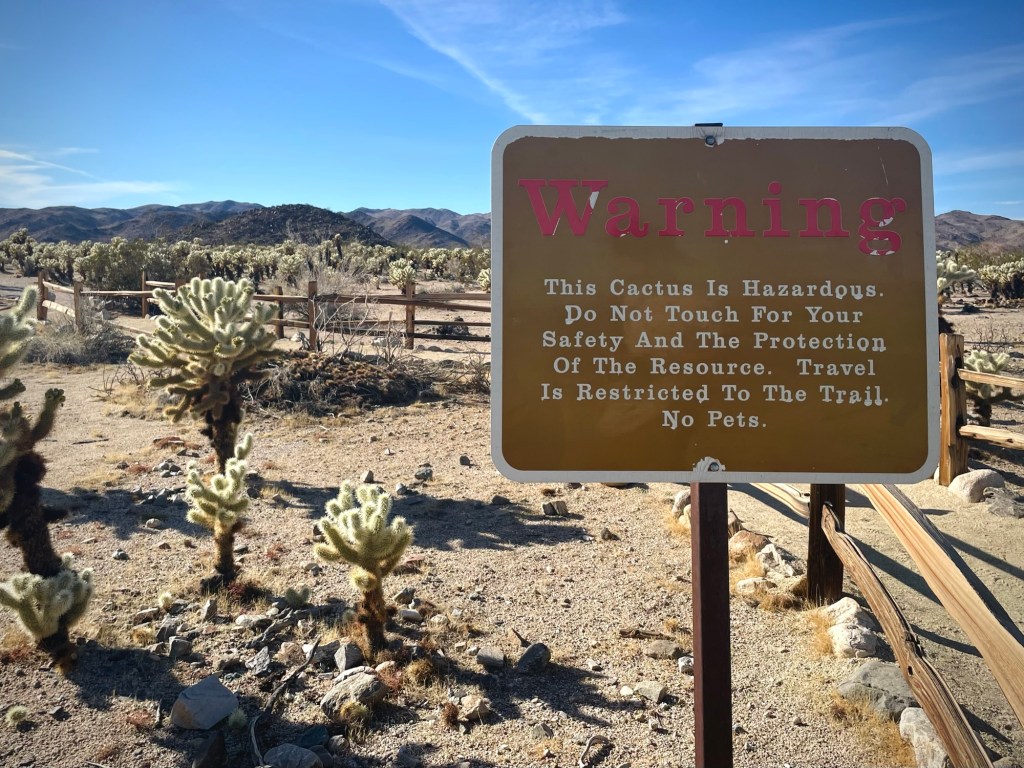 Warning
This Cactus Is Hazardous.
Do Not Touch For Your
Safety And The Protection
Of The Resource. Travel
Is Restricted To The Trail.
No Pets.